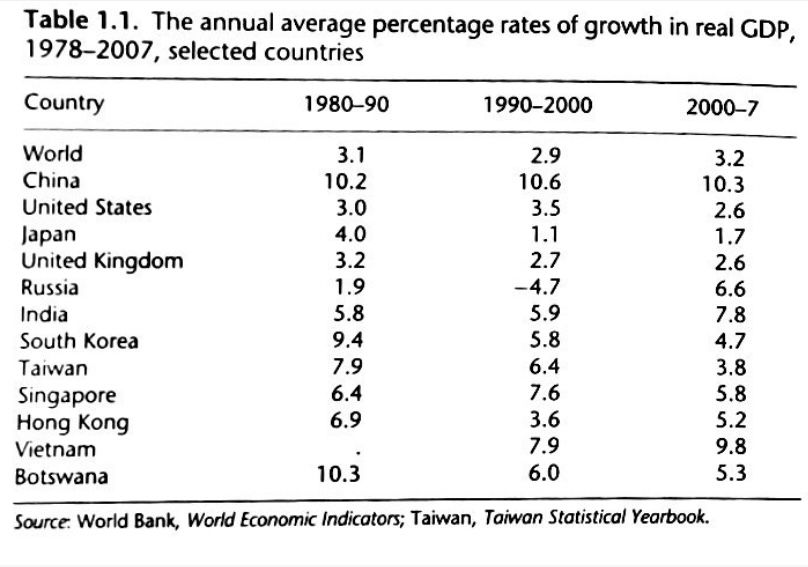 Table 1.1. The annual average percentage rates of growth in real GDP,
1978–2007, selected countries
Country 1980–90 1990–2000 2000–7
World 3.1 2.9 3.2
China 10.2 10.6 10.3
United States 3.0 3.5 2.6
Japan 4.0 1.1 1.7
United Kingdom 3.2 2.7 2.6
Russia 1.9 −4.7 6.6
India 5.8 5.9 7.8
South Korea 9.4 5.8 4.7
Taiwan 7.9 6.4 3.8
Singapore 6.4 7.6 5.8
Hong Kong 6.9 3.6 5.2
Vietnam . 7.9 9.8
Botswana 10.3 6.0 5.3
Source: World Bank, World Economic Indicators; Taiwan, Taiwan Statistical Yearbook.